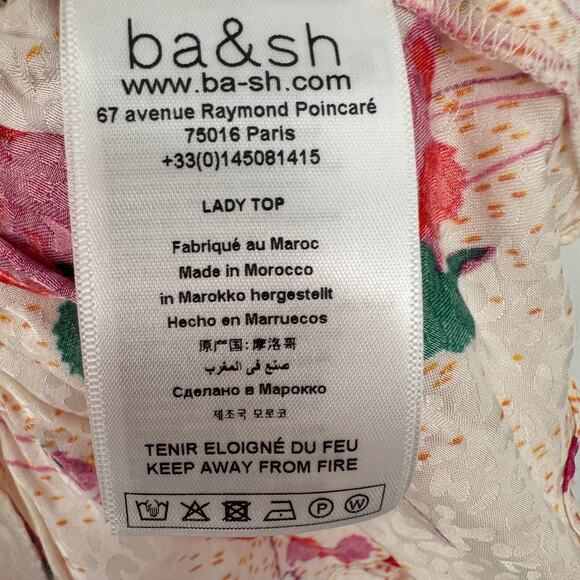 ba&sh
www.ba-sh.com
67 avenue Raymond Poincaré
75016 Paris
+33(0)145081415
LADY TOP
Fabriqué au Maroc
Made in Morocco
in Marokko hergestellt
Hecho en Marruecos
原产国:摩洛哥
صنع في المغرب
Сделано в Марокко
제조국 모로코
TENIR ELOIGNÉ DU FEU
KEEP AWAY FROM FIRE
P W